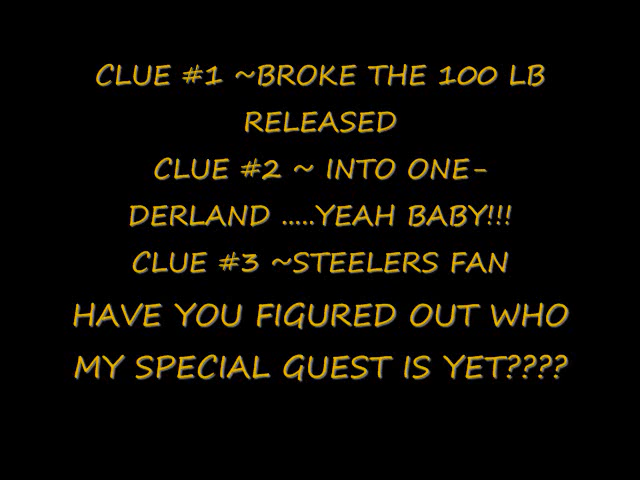 CLUE #1 ~BROKE THE 100 LB
RELEASED
CLUE #2 ~ INTO ONE-
DERLAND .....YEAH BABY!!!
CLUE #3 ~STEELERS FAN
HAVE YOU FIGURED OUT WHO
MY SPECIAL GUEST IS YET????